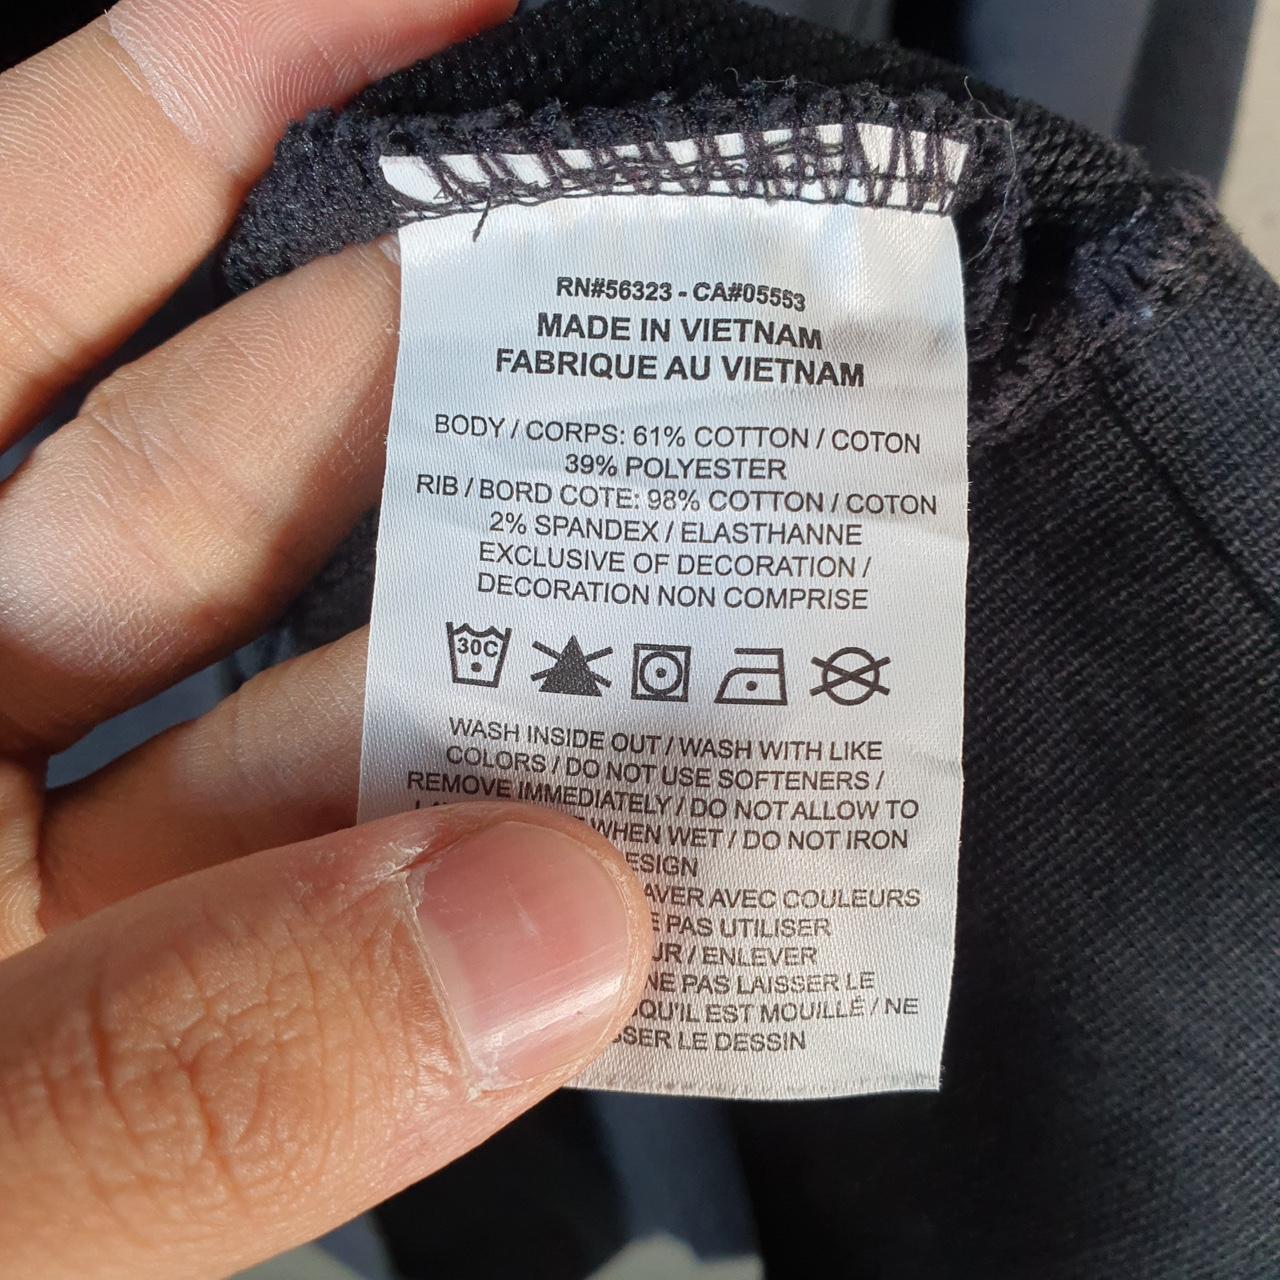 RN#56323 - CA#05553
MADE IN VIETNAM
FABRIQUE AU VIETNAM
BODY / CORPS: 61% COTTON / COTON
39% POLYESTER
RIB / BORD COTE: 98% COTTON / COTON
2% SPANDEX / ELASTHANNE
EXCLUSIVE OF DECORATION /
DECORATION NON COMPRISE
30C
WASH INSIDE OUT / WASH WITH LIKE
COLORS / DO NOT USE SOFTENERS /
REMOVE IMMEDIATELY / DO NOT ALLOW TO
WHEN WET / DO NOT IRON
ESIGN
AVER AVEC COULEURS
PAS UTILISER
UR / ENLEVER
NE PAS LAISSER LE
QU'IL EST MOUILLÉ / NE
SSER LE DESSIN